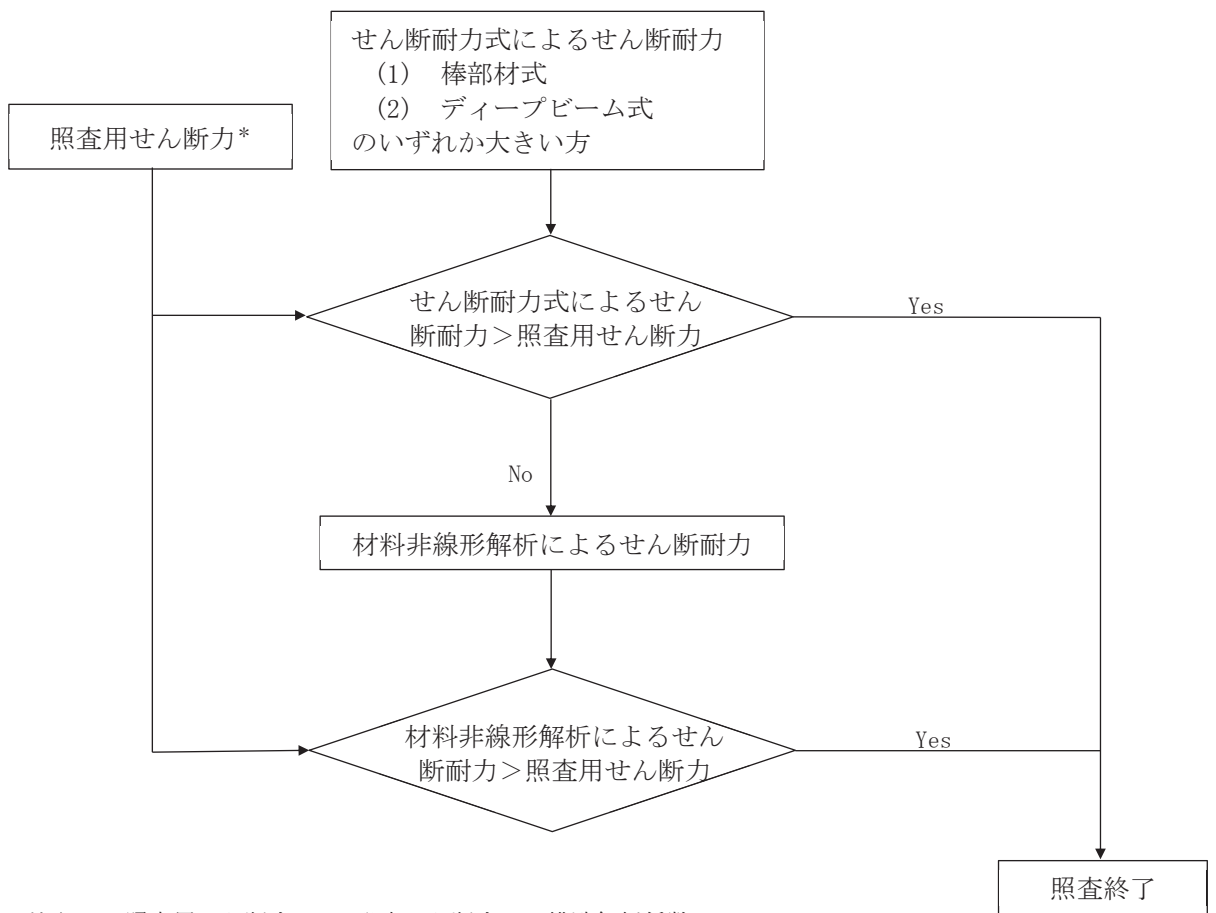 せん断耐力式によるせん断耐力
(1) 棒部材式
(2) ディープビーム式
のいずれか大きい方
照査用せん断力*
せん断耐力式によるせん
断耐力>照査用せん断力
Yes
No
材料非線形解析によるせん断耐力
材料非線形解析によるせん
断耐力>照査用せん断力
Yes
照査終了